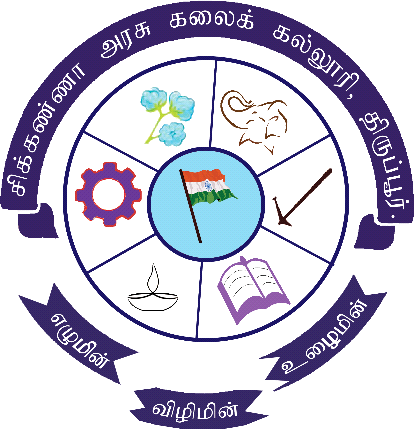 சிக்கண்ணா அரசு கலைக் கல்லூரி, திருப்பூர்.
எழுமின்
விழிமின்
உழைமின்